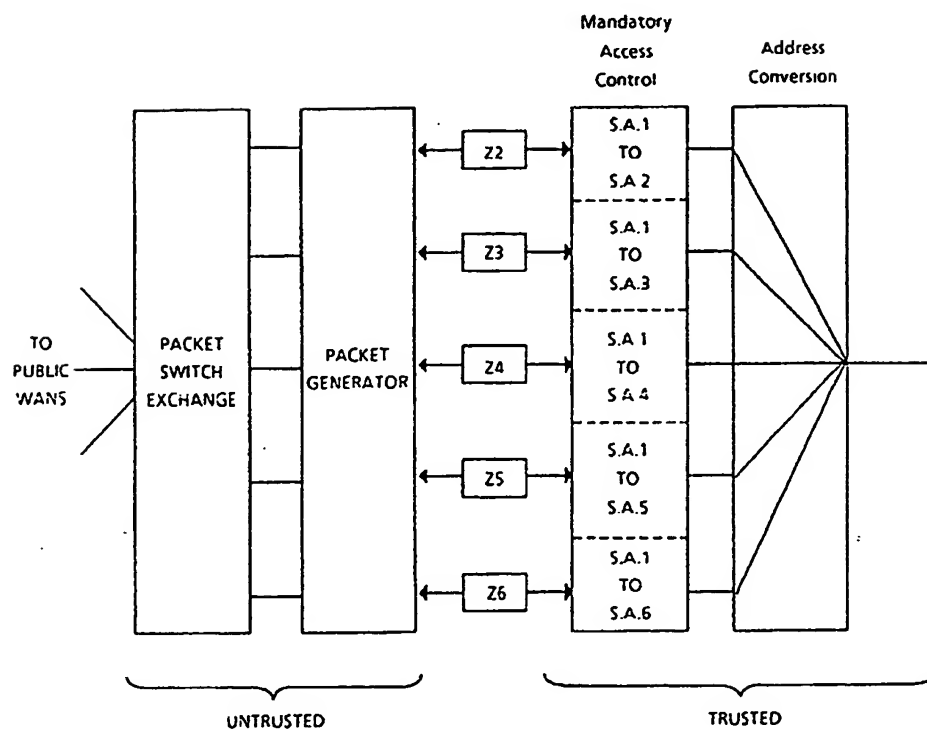 Mandatory
Access
Control
Address
Conversion
TO
PUBLIC
WANS
PACKET
SWITCH
EXCHANGE
PACKET
GENERATOR
Z2
Z3
Z4
Z5
Z6
S.A.1
TO
S.A 2
S.A.1
TO
S.A.3
S.A 1
TO
S.A.4
S.A.1
TO
S.A.5
S.A.1
TO
S.A.6
UNTRUSTED
TRUSTED